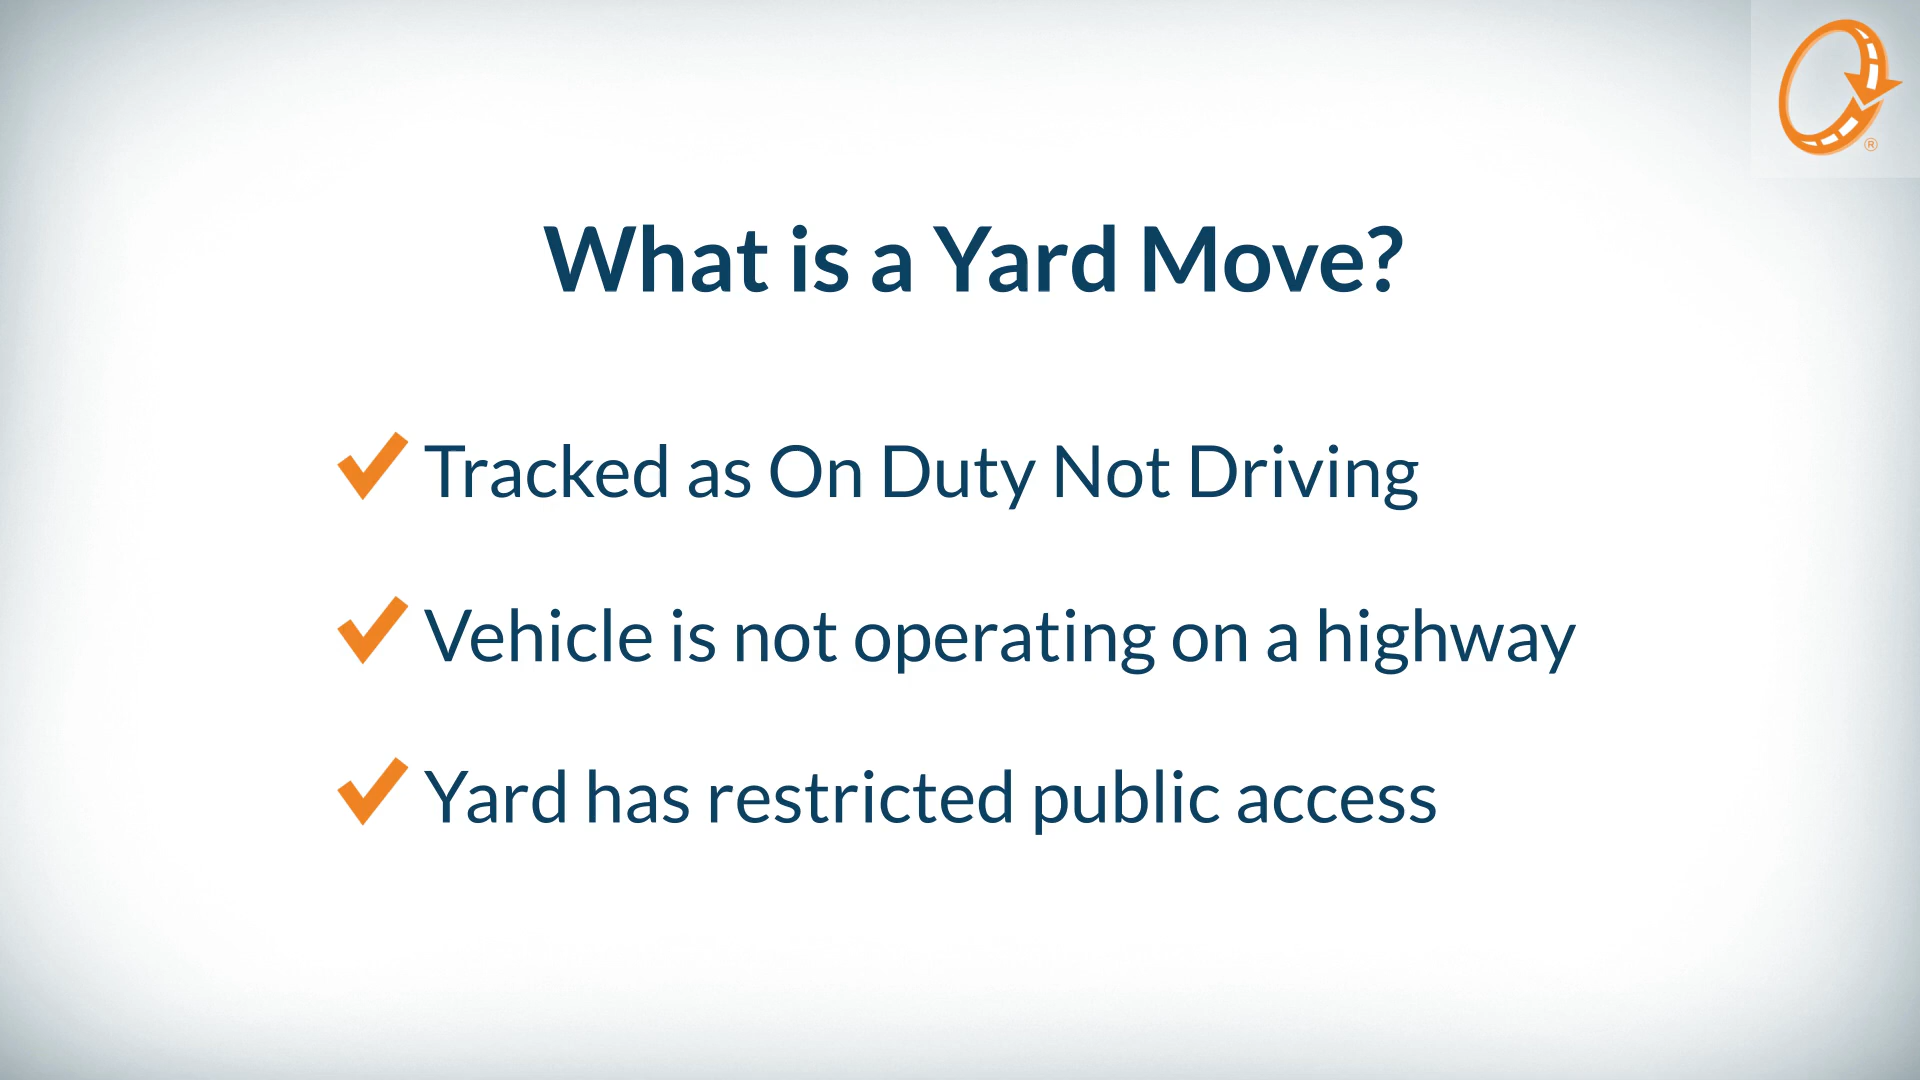 What is a Yard Move?
Tracked as On Duty Not Driving
Vehicle is not operating on a highway
Yard has restricted public access
®